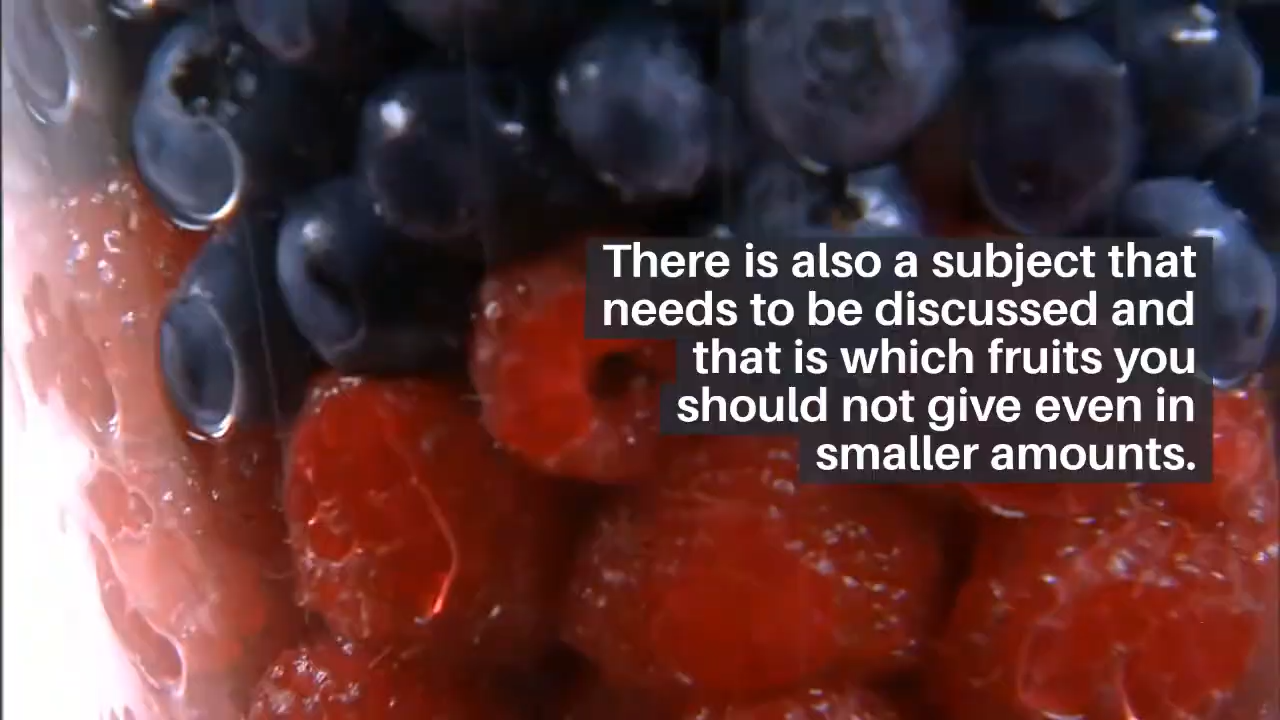 There is also a subject that
needs to be discussed and
that is which fruits you
should not give even in
smaller amounts.